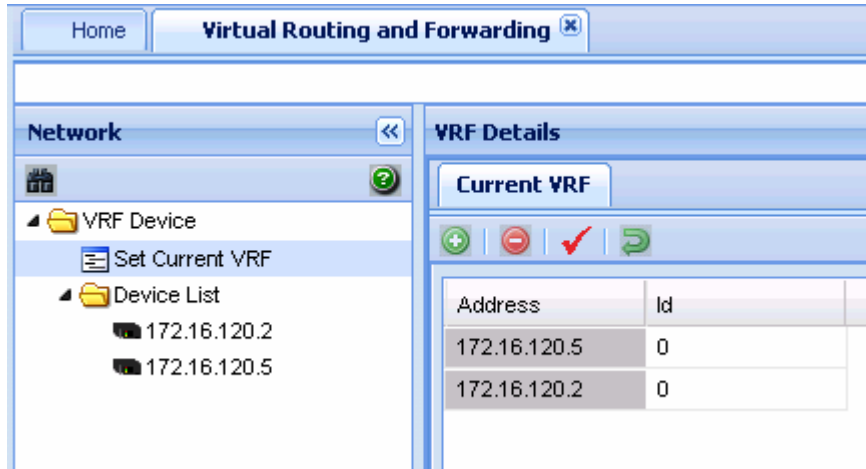 Home
Virtual Routing and Forwarding
Network
VRF Device
Set Current VRF
Device List
172.16.120.2
172.16.120.5
VRF Details
Current VRF
Address Id
172.16.120.5 0
172.16.120.2 0